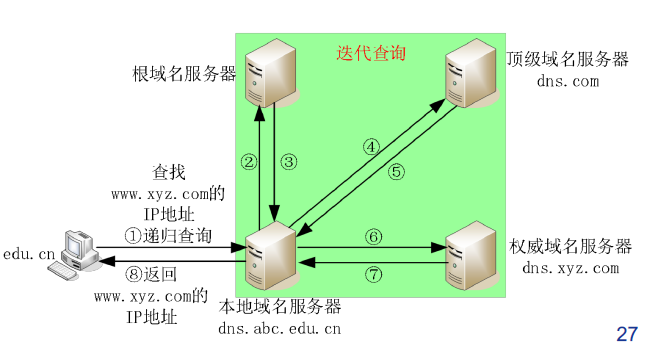 迭代查询
根域名服务器
顶级域名服务器
dns.com
②
③
④
⑤
查找
www.xyz.com的
IP地址
①递归查询
edu.cn
⑧返回
www.xyz.com的
IP地址
⑥
⑦
权威域名服务器
dns.xyz.com
本地域名服务器
dns.abc.edu.cn
27